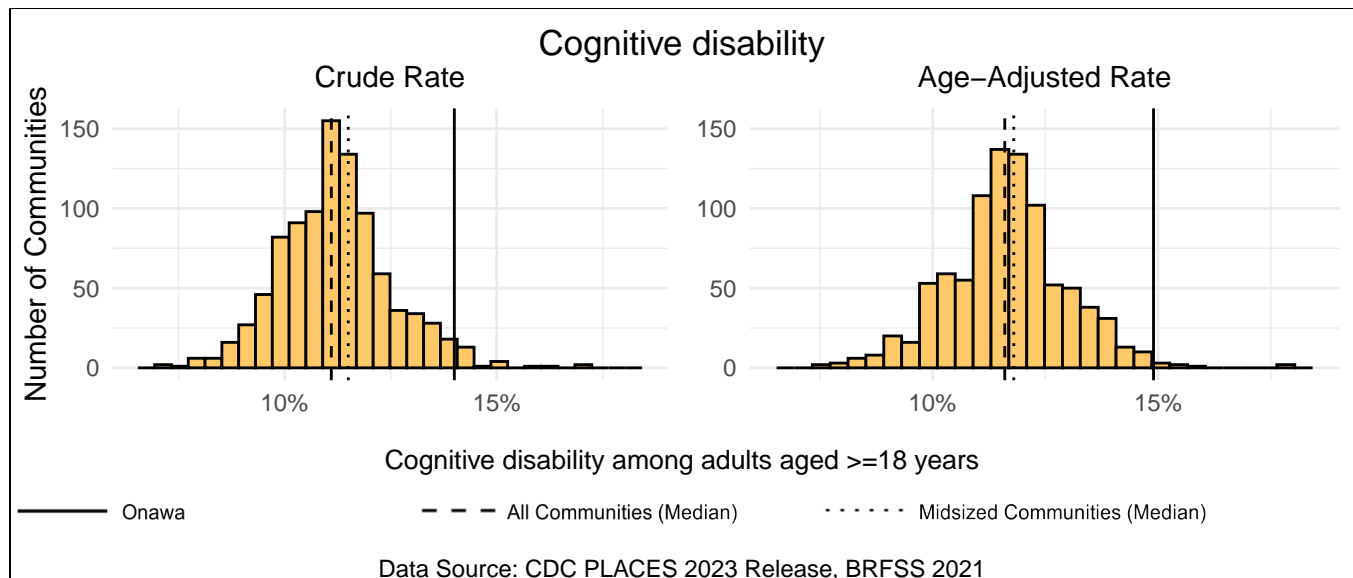 Cognitive disability
Crude Rate
Age−Adjusted Rate
Number of Communities
150
100
50
0
10%
15%
150
100
50
0
10%
15%
Cognitive disability among adults aged >=18 years
Onawa
All Communities (Median)
Midsized Communities (Median)
Data Source: CDC PLACES 2023 Release, BRFSS 2021